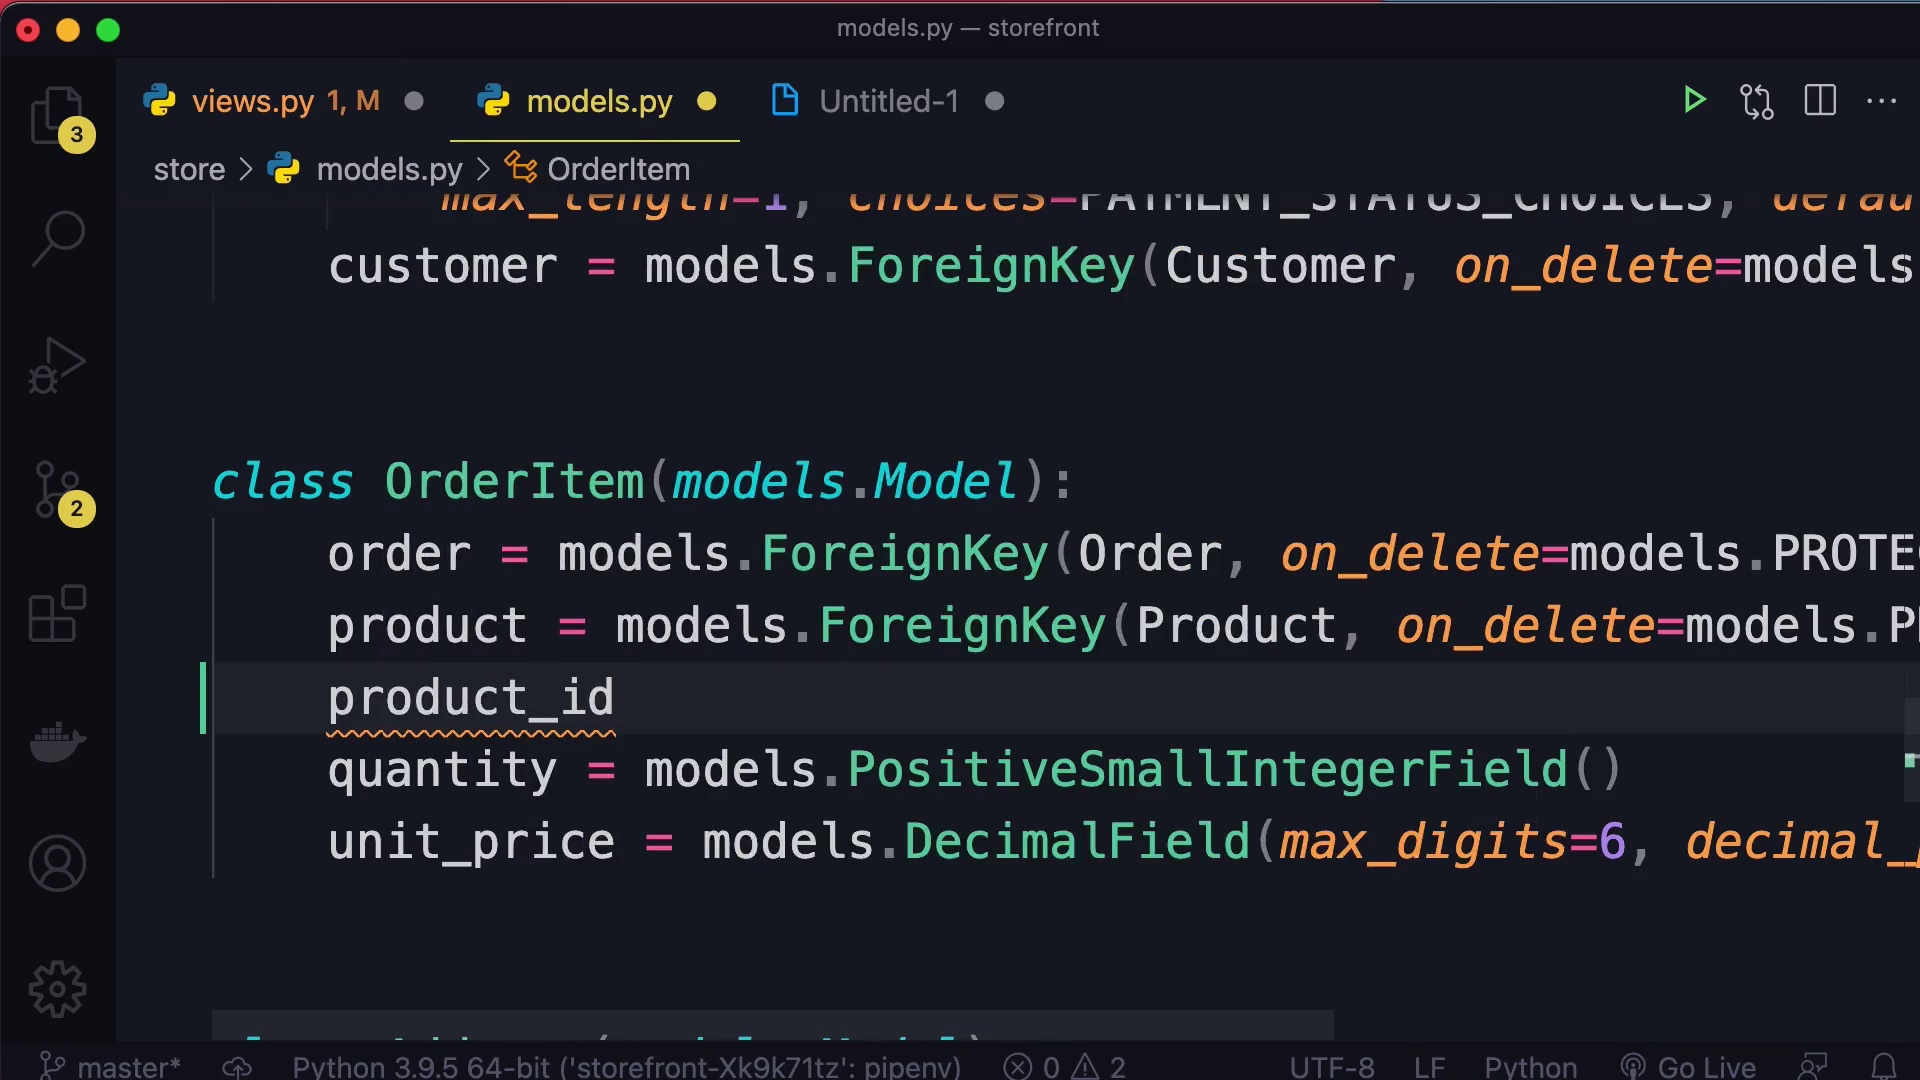 models.py — storefront
views.py 1, M
models.py
Untitled-1
3
store > models.py > OrderItem
max_length=1, choices=PAYMENT_STATUS_CHOICES, defau
customer = models.ForeignKey(Customer, on_delete=models
class OrderItem(models.Model):
order = models.ForeignKey(Order, on_delete=models.PROTE
2
product = models.ForeignKey(Product, on_delete=models.P
product_id
quantity = models.PositiveSmallIntegerField()
unit_price = models.DecimalField(max_digits=6, decimal_
master* Python 3.9.5 64-bit ('storefront-Xk9k71tz': pipenv) 0 2 UTF-8 LF Python Go Live